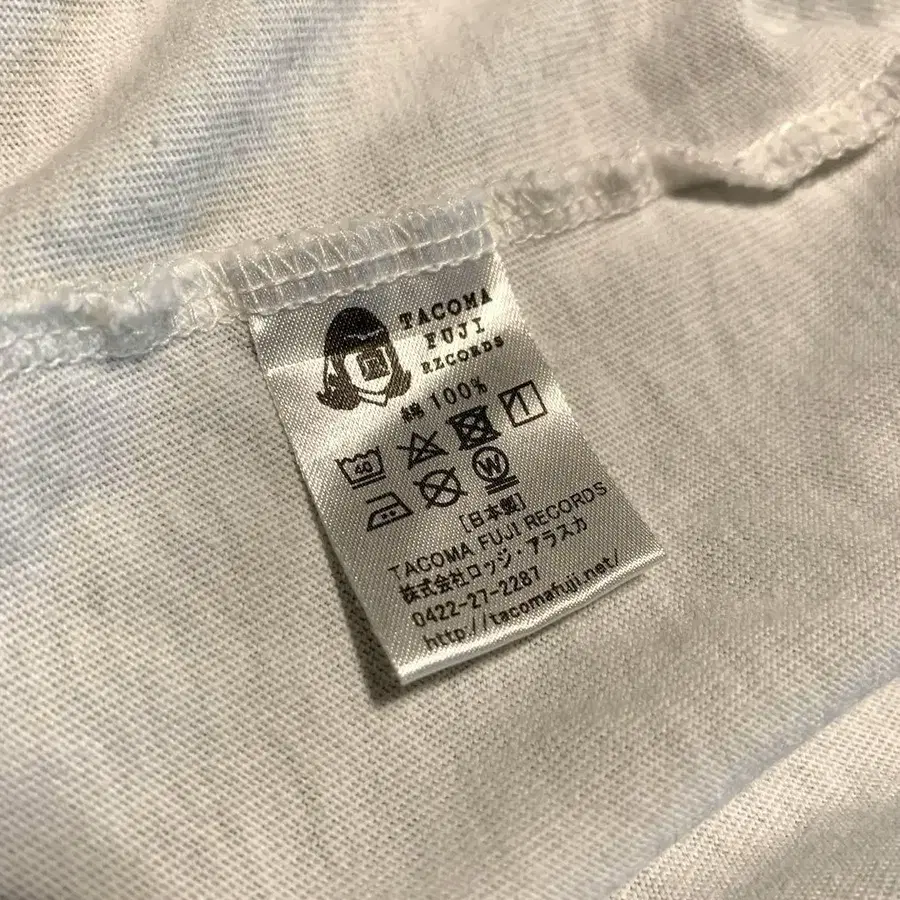 TACOMA
FUJI
RECORDS
綿 100%
40
W
[日本製]
TACOMA FUJI RECORDS
株式会社ロッジ・アラスカ
0422-27-2287
http://tacomafuji.net/